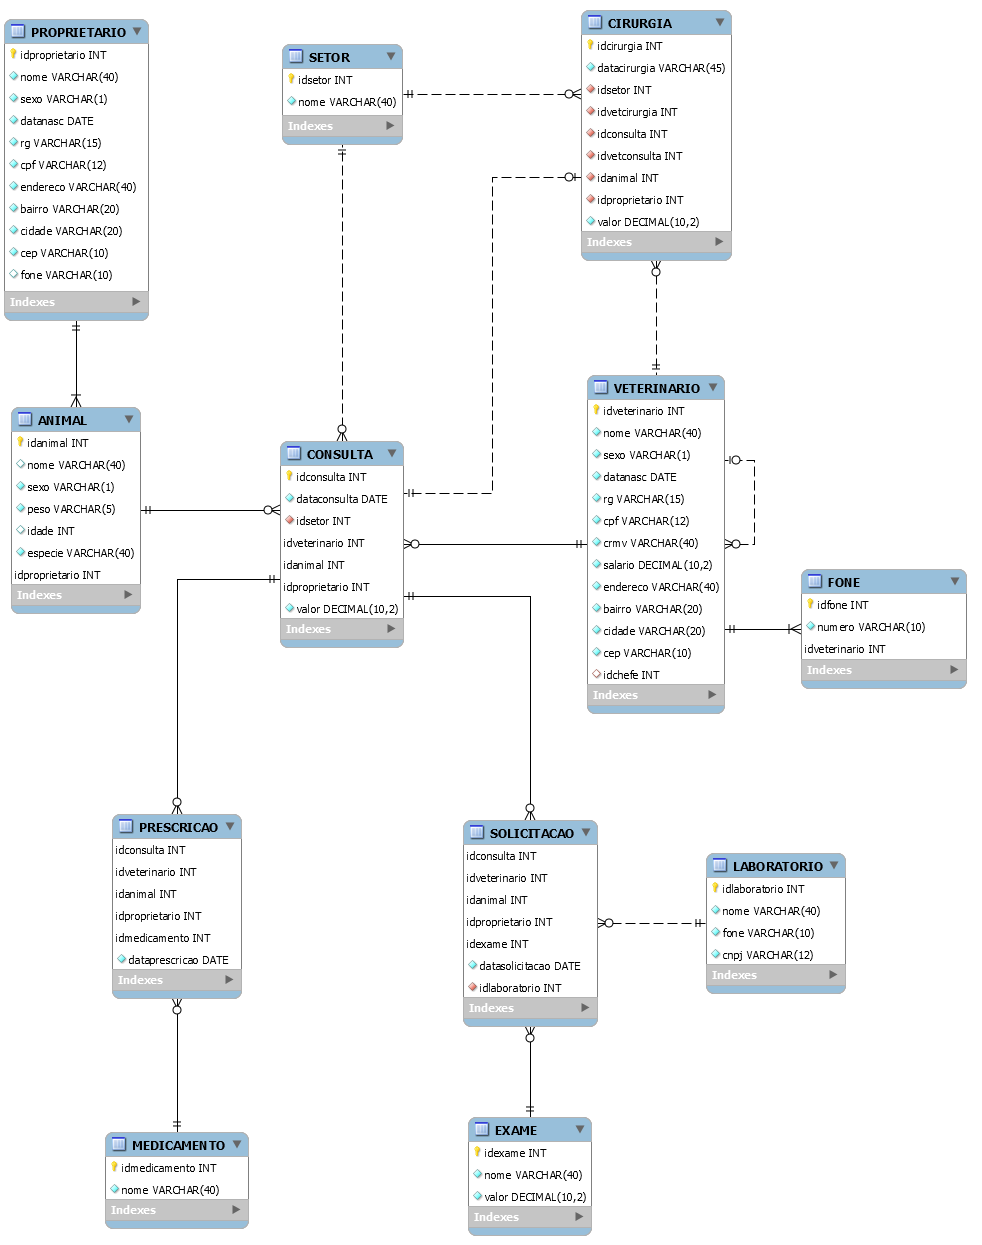 PROPRIETARIO
idproprietario INT
nome VARCHAR(40)
sexo VARCHAR(1)
datanasc DATE
rg VARCHAR(15)
cpf VARCHAR(12)
endereco VARCHAR(40)
bairro VARCHAR(20)
cidade VARCHAR(20)
cep VARCHAR(10)
fone VARCHAR(10)
Indexes
SETOR
idsetor INT
nome VARCHAR(40)
Indexes
CIRURGIA
idcirurgia INT
datacirurgia VARCHAR(45)
idsetor INT
idvetcirurgia INT
idconsulta INT
idvetconsulta INT
idanimal INT
idproprietario INT
valor DECIMAL(10,2)
Indexes
ANIMAL
idanimal INT
nome VARCHAR(40)
sexo VARCHAR(1)
peso VARCHAR(5)
idade INT
especie VARCHAR(40)
idproprietario INT
Indexes
CONSULTA
idconsulta INT
dataconsulta DATE
idsetor INT
idveterinario INT
idanimal INT
idproprietario INT
valor DECIMAL(10,2)
Indexes
VETERINARIO
idveterinario INT
nome VARCHAR(40)
sexo VARCHAR(1)
datanasc DATE
rg VARCHAR(15)
cpf VARCHAR(12)
crmv VARCHAR(40)
salario DECIMAL(10,2)
endereco VARCHAR(40)
bairro VARCHAR(20)
cidade VARCHAR(20)
cep VARCHAR(10)
idchefe INT
Indexes
FONE
idfone INT
numero VARCHAR(10)
idveterinario INT
Indexes
PRESCRICAO
idconsulta INT
idveterinario INT
idanimal INT
idproprietario INT
idmedicamento INT
dataprescricao DATE
Indexes
SOLICITACAO
idconsulta INT
idveterinario INT
idanimal INT
idproprietario INT
idexame INT
datasolicitacao DATE
idlaboratorio INT
Indexes
LABORATORIO
idlaboratorio INT
nome VARCHAR(40)
fone VARCHAR(10)
cnpj VARCHAR(12)
Indexes
MEDICAMENTO
idmedicamento INT
nome VARCHAR(40)
Indexes
EXAME
idexame INT
nome VARCHAR(40)
valor DECIMAL(10,2)
Indexes